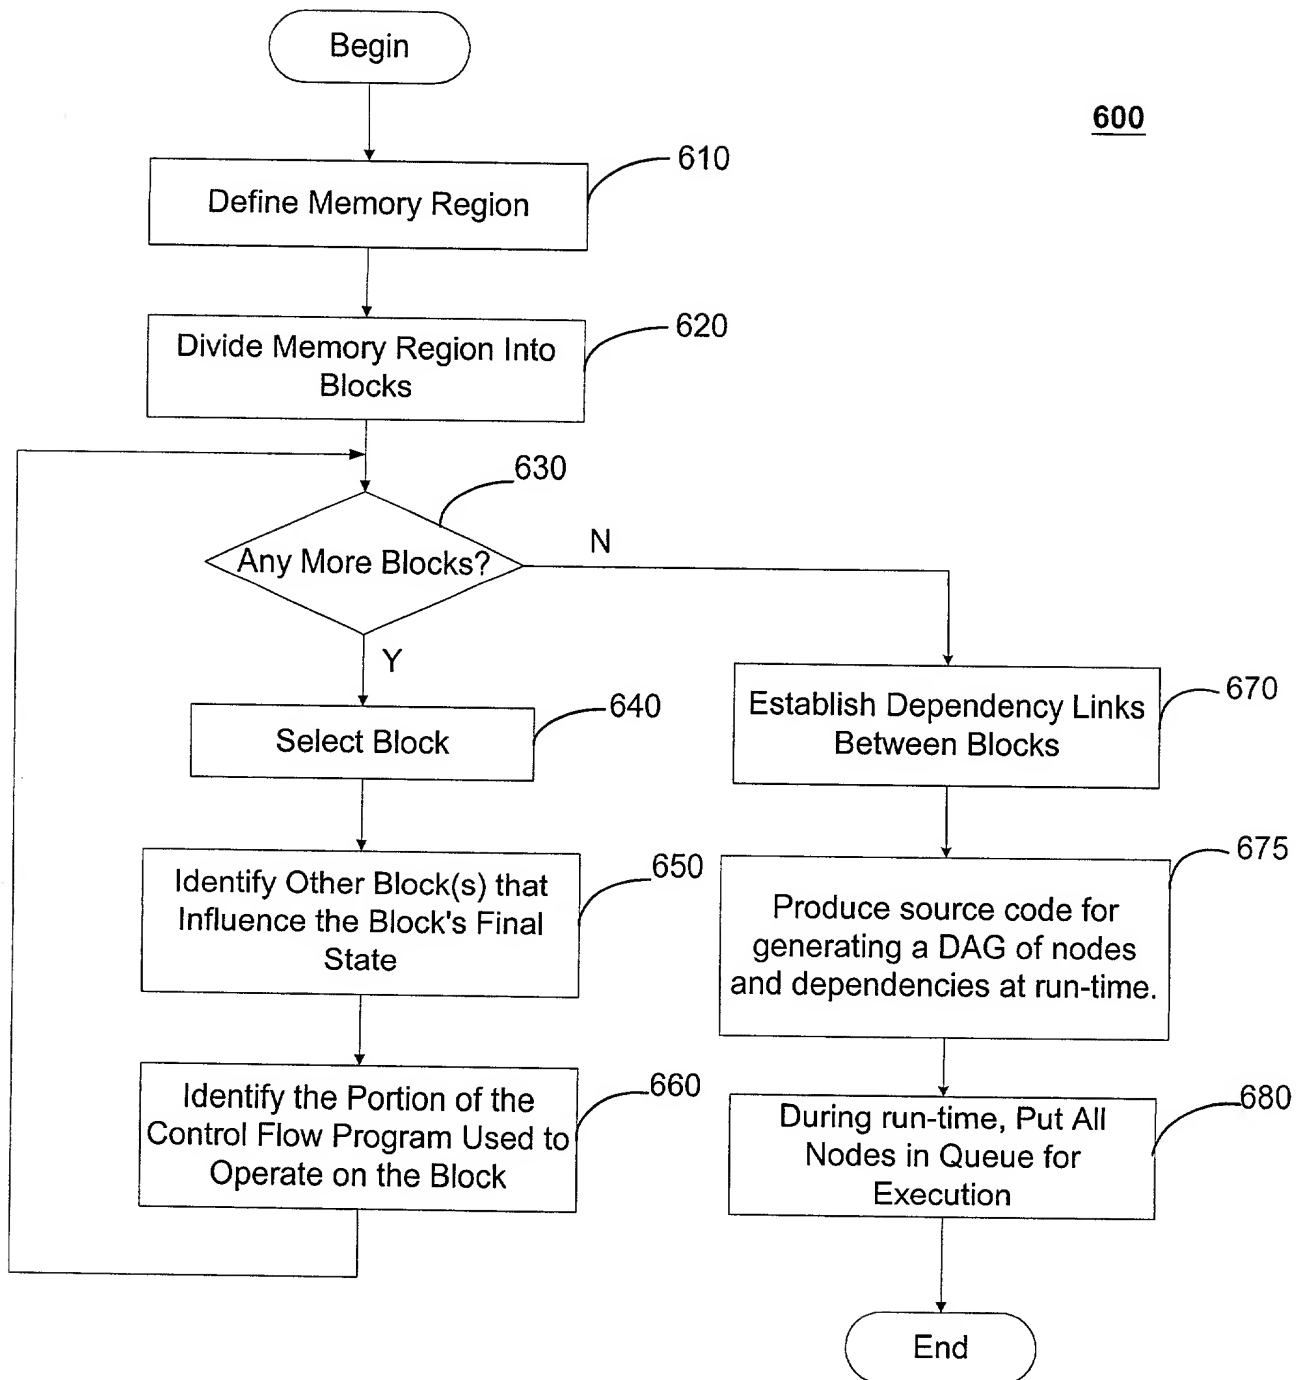 Begin
600
610
Define Memory Region
620
Divide Memory Region Into
Blocks
630
Any More Blocks?
N
Y
640
Select Block
650
Identify Other Block(s) that
Influence the Block's Final
State
660
Identify the Portion of the
Control Flow Program Used to
Operate on the Block
670
Establish Dependency Links
Between Blocks
675
Produce source code for
generating a DAG of nodes
and dependencies at run-time.
680
During run-time, Put All
Nodes in Queue for
Execution
End